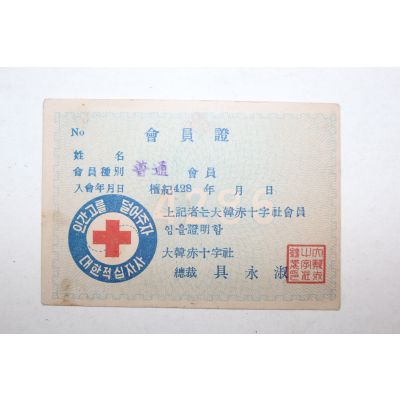 No
會員證
姓名
會員種別 普通 會員
入會年月日 檀紀428 年 月 日
上記者는大韓赤十字社會員
임을證明함
大韓赤十字社
總裁 具永淑
인간고를 덜어주자
대한적십자사